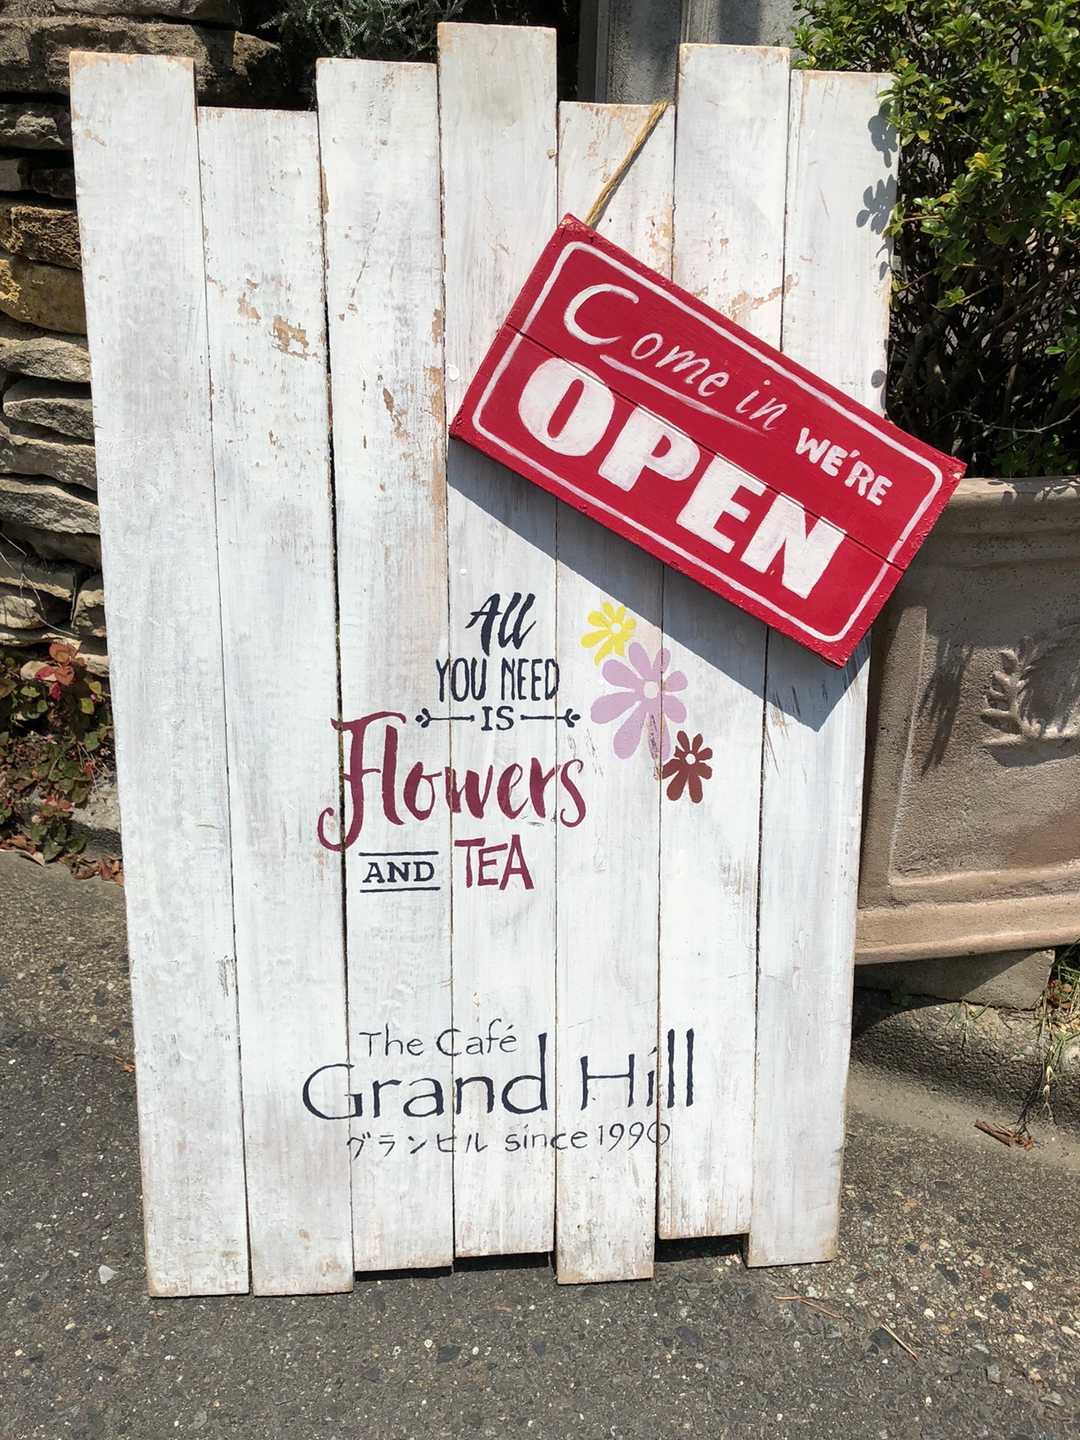 Come in WE'RE
OPEN
All
YOU NEED
IS
Flowers
AND TEA
The Café
Grand Hill
グランヒル since 1990